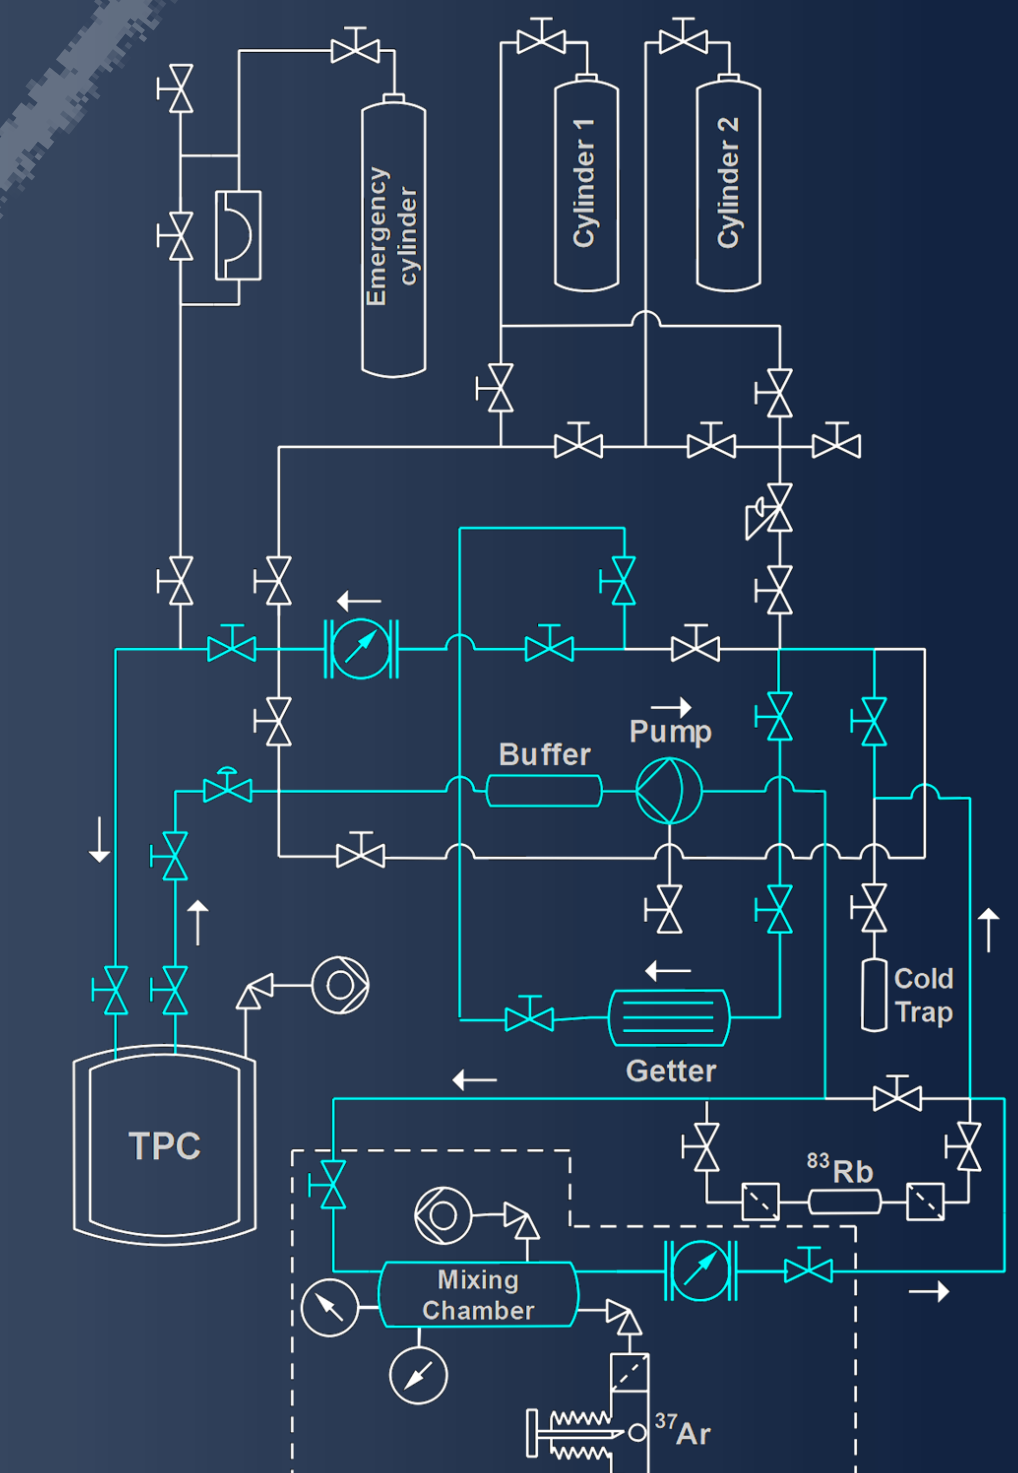 Emergency
cylinder
Cylinder 1
Cylinder 2
Pump
Buffer
Cold
Trap
Getter
TPC
⁸³Rb
Mixing
Chamber
³⁷Ar